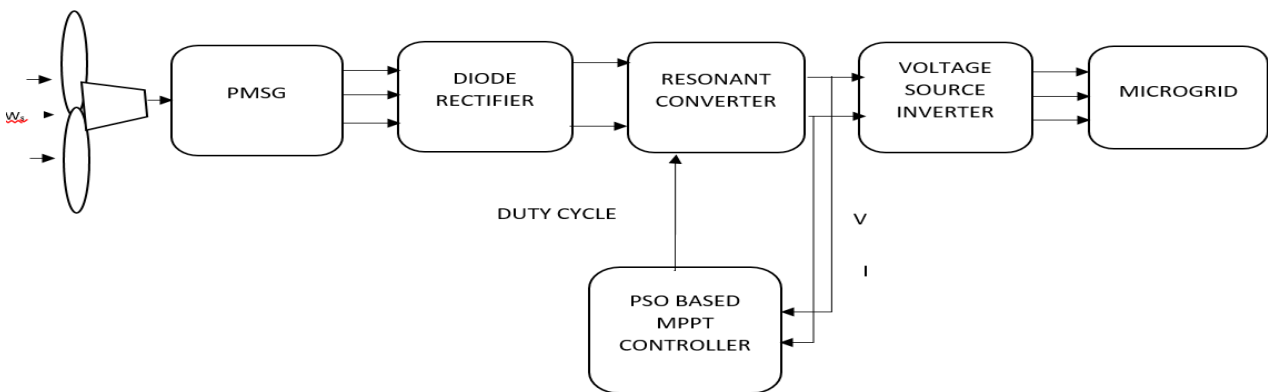 Ws
PMSG
DIODE
RECTIFIER
RESONANT
CONVERTER
VOLTAGE
SOURCE
INVERTER
MICROGRID
DUTY CYCLE
V
I
PSO BASED
MPPT
CONTROLLER